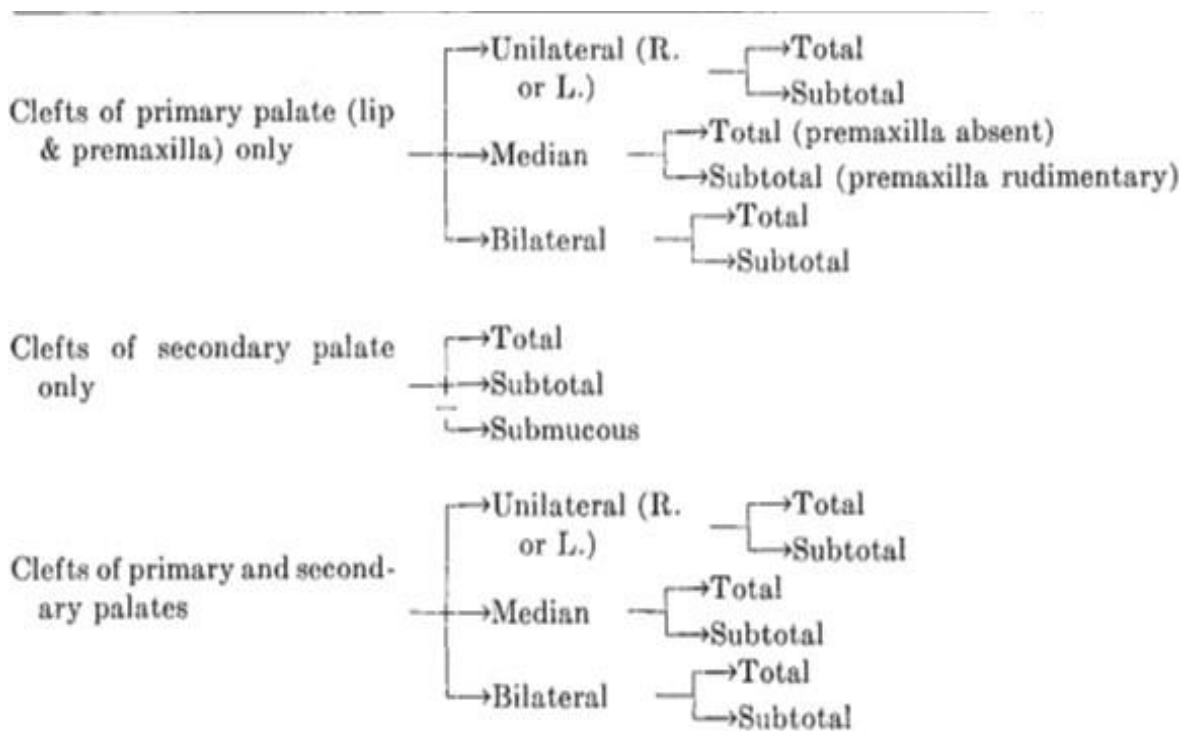 Clefts of primary palate (lip
& premaxilla) only
Unilateral (R.
or L.)
Total
Subtotal
Median
Total (premaxilla absent)
Subtotal (premaxilla rudimentary)
Bilateral
Total
Subtotal
Clefts of secondary palate
only
Total
Subtotal
Submucous
Clefts of primary and second-
ary palates
Unilateral (R.
or L.)
Total
Subtotal
Median
Total
Subtotal
Bilateral
Total
Subtotal